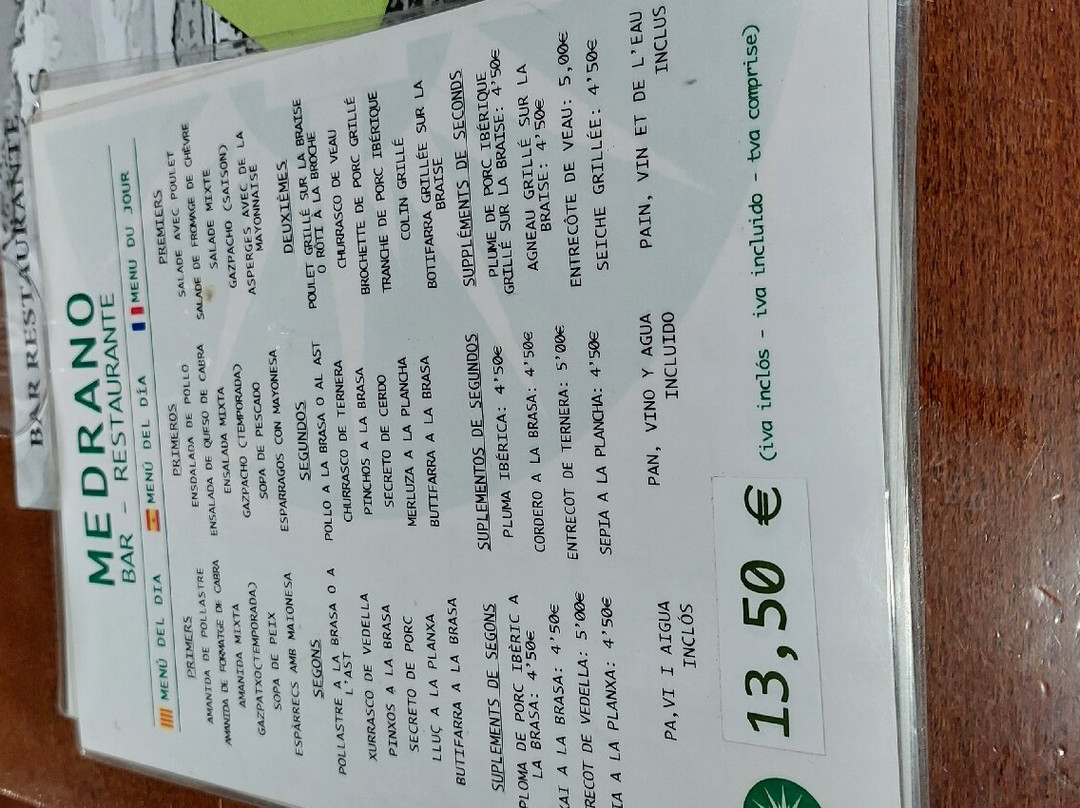 BAR RESTAURANTE
MEDRANO
BAR - RESTAURANTE
MENÚ DEL DIA
PRIMERS
AMANIDA DE POLLASTRE
AMANIDA DE FORMATGE DE CABRA
AMANIDA MIXTA
GAZPATXO(TEMPORADA)
SOPA DE PEIX
ESPÀRRECS AMB MAIONESA
SEGONS
POLLASTRE A LA BRASA O A
L'AST
XURRASCO DE VEDELLA
PINXOS A LA BRASA
SECRETO DE PORC
LLUÇ A LA PLANXA
BUTIFARRA A LA BRASA
SUPLEMENTS DE SEGONS
PLOMA DE PORC IBÈRIC A
LA BRASA: 4'50€
XAI A LA BRASA: 4'50€
RECOT DE VEDELLA: 5'00€
IA A LA PLANXA: 4'50€
PA,VI I AIGUA
INCLÓS
MENÚ DEL DÍA
PRIMEROS
ENSDALADA DE POLLO
ENSALADA DE QUESO DE CABRA
ENSALADA MIXTA
GAZPACHO (TEMPORADA)
SOPA DE PESCADO
ESPARRAGOS CON MAYONESA
SEGUNDOS
POLLO A LA BRASA O AL AST
CHURRASCO DE TERNERA
PINCHOS A LA BRASA
SECRETO DE CERDO
MERLUZA A LA PLANCHA
BUTIFARRA A LA BRASA
SUPLEMENTOS DE SEGUNDOS
PLUMA IBÉRICA: 4'50€
CORDERO A LA BRASA: 4'50€
ENTRECOT DE TERNERA: 5'00€
SEPIA A LA PLANCHA: 4'50€
PAN, VINO Y AGUA
INCLUIDO
MENU DU JOUR
PREMIERS
SALADE AVEC POULET
SALADE DE FROMAGE DE CHÈVRE
SALADE MIXTE
GAZPACHO (SAISON)
ASPERGES AVEC DE LA
MAYONNAISE
DEUXIÈMES
POULET GRILLÉ SUR LA BRAISE
O RÔTI À LA BROCHE
CHURRASCO DE VEAU
BROCHETTE DE PORC GRILLÉ
TRANCHE DE PORC IBÉRIQUE
COLIN GRILLÉ
BOTIFARRA GRILLÉE SUR LA
BRAISE
SUPPLÉMENTS DE SECONDS
PLUME DE PORC IBÉRIQUE
GRILLÉ SUR LA BRAISE: 4'50€
AGNEAU GRILLÉ SUR LA
BRAISE: 4'50€
ENTRECÔTE DE VEAU: 5,00€
SEICHE GRILLÉE: 4'50€
PAIN, VIN ET DE L'EAU
INCLUS
13,50 € (iva inclós - iva incluido - tva comprise)